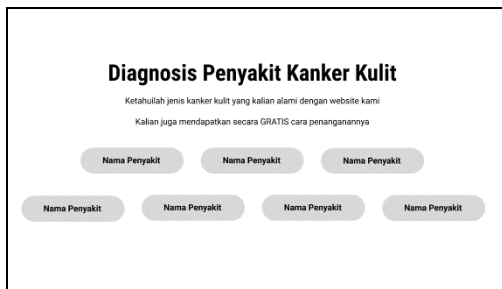 Diagnosis Penyakit Kanker Kulit
Ketahuilah jenis kanker kulit yang kalian alami dengan website kami
Kalian juga mendapatkan secara GRATIS cara penanganannya
Nama Penyakit Nama Penyakit Nama Penyakit
Nama Penyakit Nama Penyakit Nama Penyakit Nama Penyakit